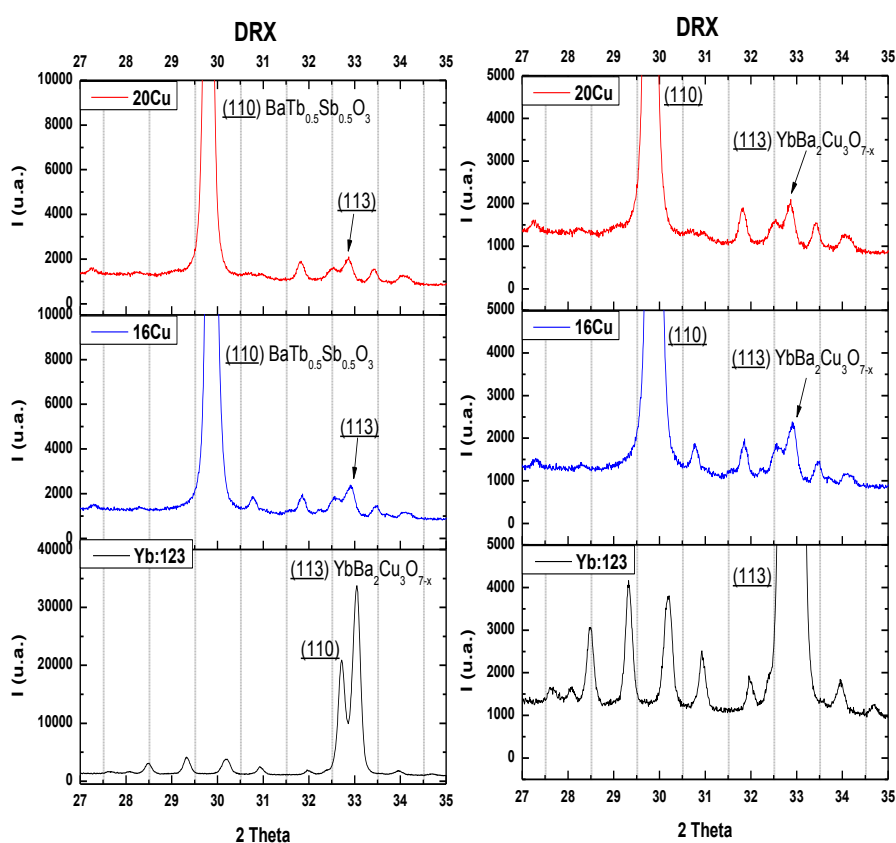 DRX
27 28 29 30 31 32 33 34 35
10000
8000
6000
4000
2000
0
I (u.a.)
20Cu
(110) BaTb0.5Sb0.5O3
(113)
10000
8000
6000
4000
2000
0
I (u.a.)
16Cu
(110) BaTb0.5Sb0.5O3
(113)
40000
30000
20000
10000
0
I (u.a.)
Yb:123
(113) YbBa2Cu3O7-x
(110)
27 28 29 30 31 32 33 34 35
2 Theta
DRX
27 28 29 30 31 32 33 34 35
5000
4000
3000
2000
1000
0
I (u.a.)
20Cu
(110)
(113) YbBa2Cu3O7-x
5000
4000
3000
2000
1000
0
I (u.a.)
16Cu
(110)
(113) YbBa2Cu3O7-x
5000
4000
3000
2000
1000
0
I (u.a.)
Yb:123
(113)
27 28 29 30 31 32 33 34 35
2 Theta